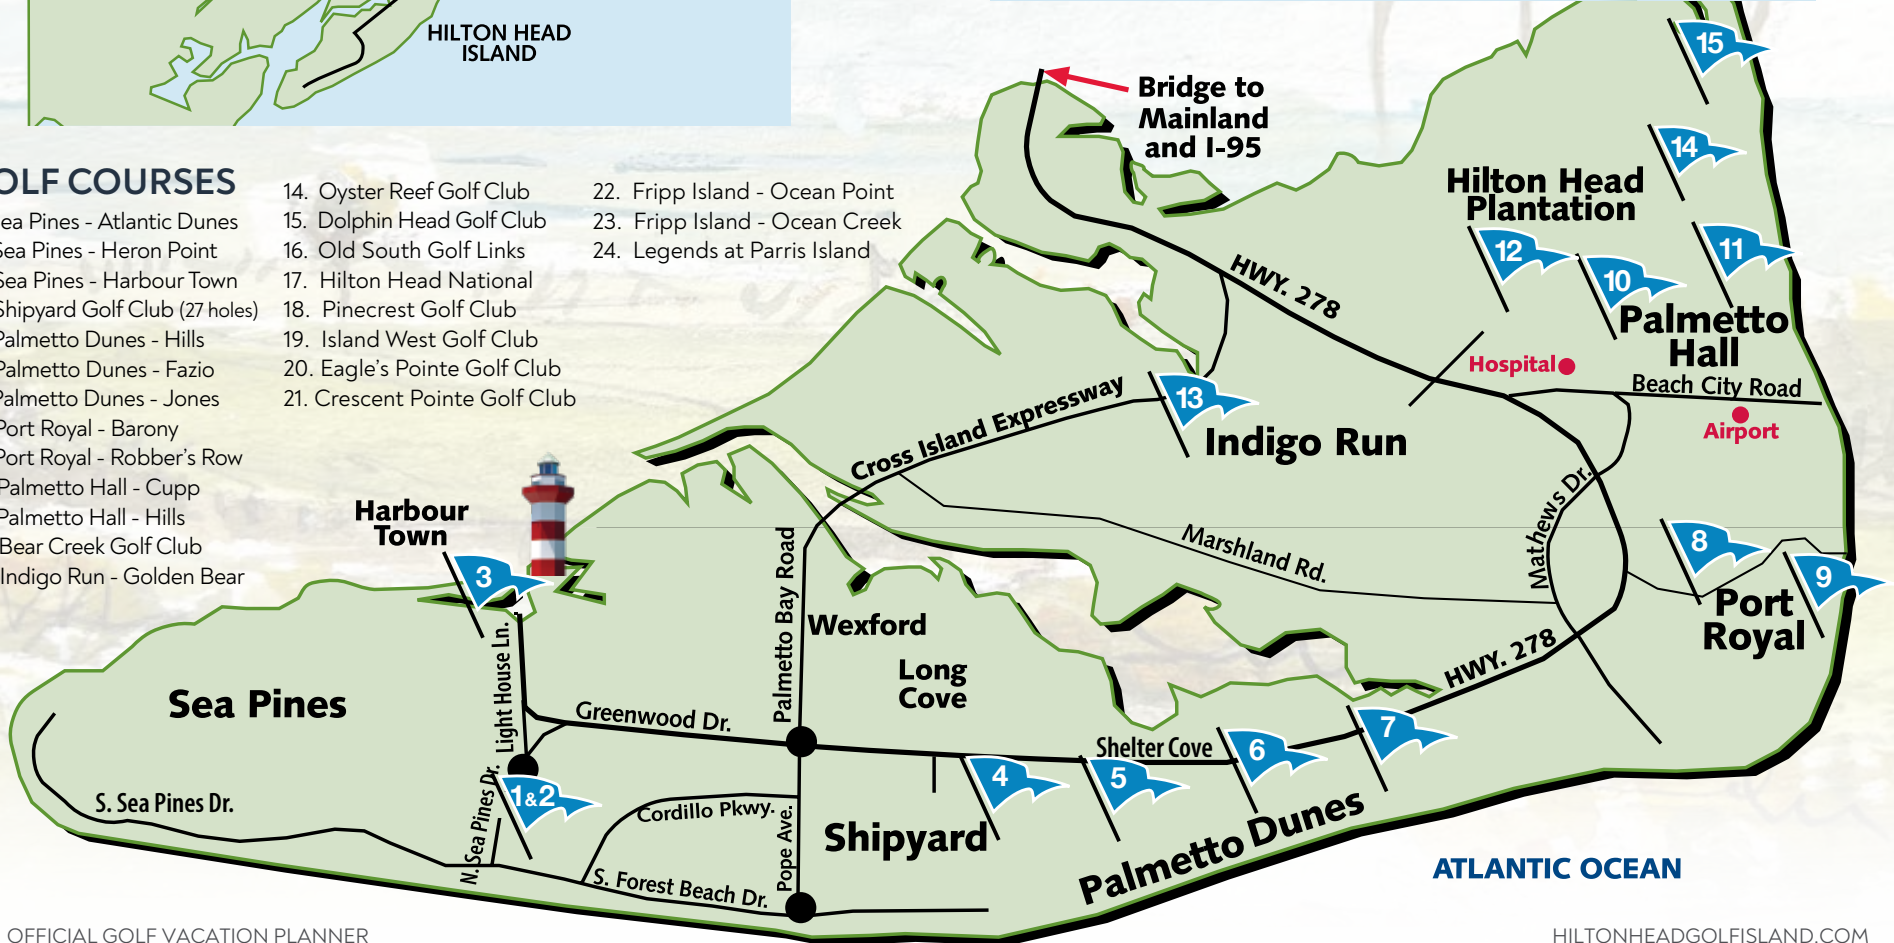 HILTON HEAD
ISLAND
OLF COURSES
ea Pines - Atlantic Dunes
Sea Pines - Heron Point
Sea Pines - Harbour Town
Shipyard Golf Club (27 holes)
Palmetto Dunes - Hills
Palmetto Dunes - Fazio
Palmetto Dunes - Jones
Port Royal - Barony
Port Royal - Robber's Row
Palmetto Hall - Cupp
Palmetto Hall - Hills
Bear Creek Golf Club
Indigo Run - Golden Bear
14. Oyster Reef Golf Club
15. Dolphin Head Golf Club
16. Old South Golf Links
17. Hilton Head National
18. Pinecrest Golf Club
19. Island West Golf Club
20. Eagle's Pointe Golf Club
21. Crescent Pointe Golf Club
22. Fripp Island - Ocean Point
23. Fripp Island - Ocean Creek
24. Legends at Parris Island
Bridge to
Mainland
and I-95
15
14
Hilton Head
Plantation
12
11
10
HWY. 278
Palmetto
Hall
Hospital
Beach City Road
Airport
13
Cross Island Expressway
Indigo Run
Harbour
Town
3
Mathews Dr.
Marshland Rd.
8
9
Port
Royal
Palmetto Bay Road
Wexford
Long
Cove
Light House Ln.
Sea Pines
Greenwood Dr.
HWY. 278
7
Shelter Cove
6
4
5
1&2
S. Sea Pines Dr.
N. Sea Pines Dr.
Cordillo Pkwy.
Pope Ave.
Shipyard
Palmetto Dunes
S. Forest Beach Dr.
ATLANTIC OCEAN
OFFICIAL GOLF VACATION PLANNER
HILTONHEADGOLFISLAND.COM